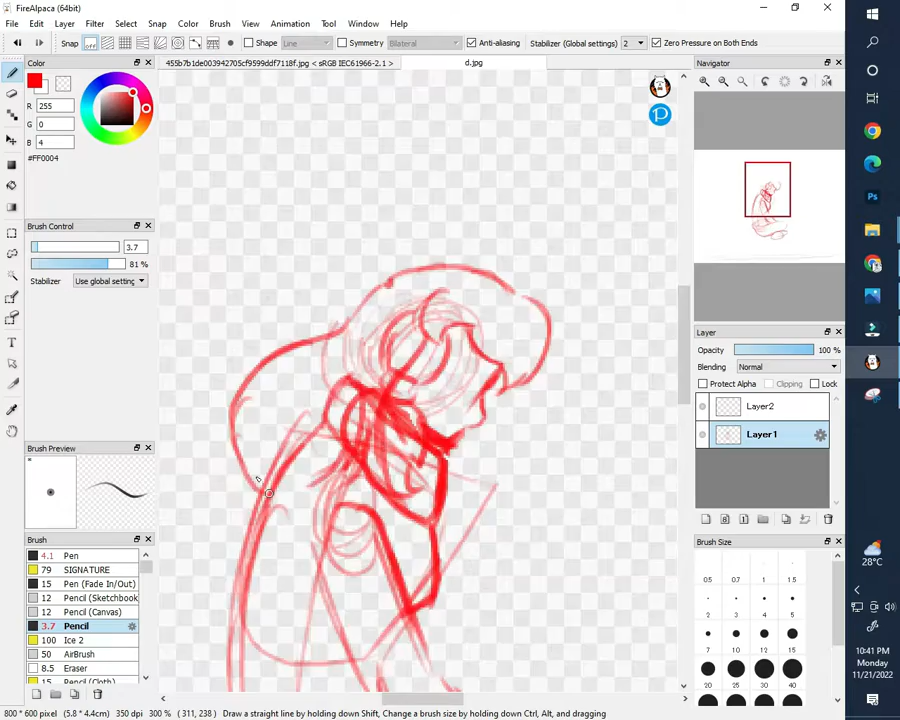 FireAlpaca (64bit)
File Edit View Layer Filter Select Snap Color Brush Animation Tool Window Help
Snap off Shape Line Symmetry Bilateral Anti-aliasing Stabilizer (Global settings) 2 Zero Pressure on Both Ends
Color
455b7b1de003942705cf9599ddf7118f.jpg < sRGB IEC61966-2.1 >
d.jpg
Navigator
R 255
G 0
B 4
#FF0004
Brush Control
3.7
81 %
Stabilizer Use global setting
Layer
Opacity 100 %
Blending Normal
Protect Alpha Clipping Lock
Layer2
Layer1
Brush Preview
Brush
4.1 Pen
79 SIGNATURE
15 Pen (Fade In/Out)
12 Pencil (Sketchbook
12 Pencil (Canvas)
3.7 Pencil
100 Ice 2
50 AirBrush
8.5 Eraser
15 Pencil (Cloth)
Brush Size
0.5 0.7 1 1.5
2 3 4 5
7 10 12 15
20 25 30 40
28°C
10:41 PM
Monday
11/21/2022
800 * 600 pixel (5.8 * 4.4cm) 350 dpi 300 % ( 311, 238 ) Draw a straight line by holding down Shift, Change a brush size by holding down Ctrl, Alt, and dragging